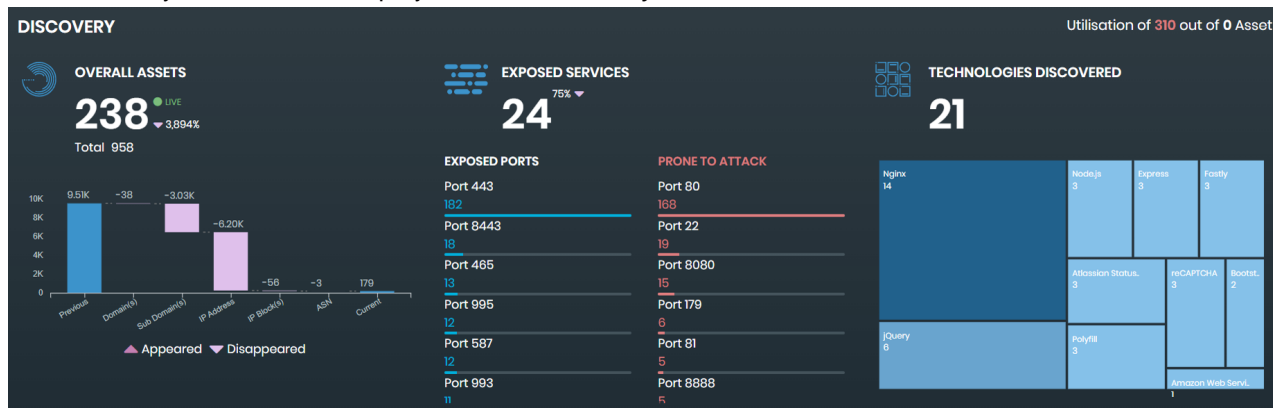 DISCOVERY
Utilisation of 310 out of 0 Asset
OVERALL ASSETS
238 LIVE
3,894%
Total 958
10K
8K
6K
4K
2K
0
9.51K
-38
-3.03K
-6.20K
-56
-3
179
Previous
Domain(s)
Sub Domain(s)
IP Address
IP Block(s)
ASN
Current
Appeared Disappeared
EXPOSED SERVICES
24 75%
EXPOSED PORTS
Port 443
182
Port 8443
18
Port 465
13
Port 995
12
Port 587
12
Port 993
11
PRONE TO ATTACK
Port 80
168
Port 22
19
Port 8080
15
Port 179
6
Port 81
5
Port 8888
5
TECHNOLOGIES DISCOVERED
21
Nginx
14
jQuery
6
Node.js
3
Express
3
Fastly
3
Atlassian Status..
3
reCAPTCHA
3
Bootst..
2
Polyfill
3
Amazon Web Servi..
1